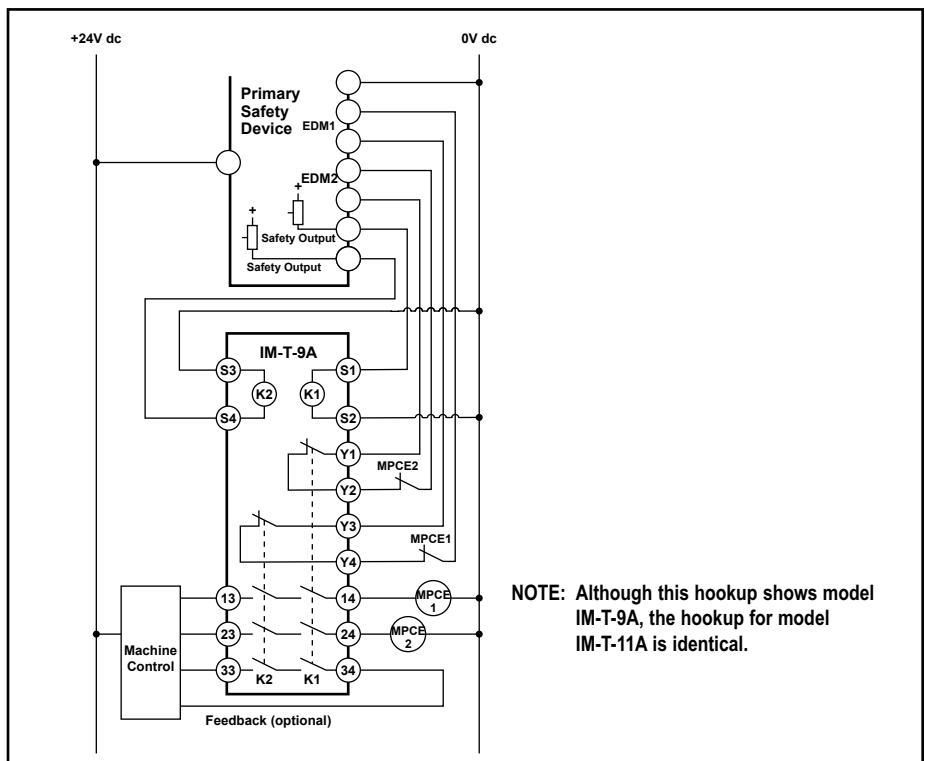 +24V dc
0V dc
Primary
Safety
Device
EDM1
EDM2
+
+
Safety Output
Safety Output
IM-T-9A
S3
S1
K2
K1
S4
S2
Y1
MPCE2
Y2
Y3
MPCE1
Y4
13
14
MPCE
1
23
24
MPCE
2
Machine
Control
33
K2
K1
34
Feedback (optional)
NOTE: Although this hookup shows model
IM-T-9A, the hookup for model
IM-T-11A is identical.